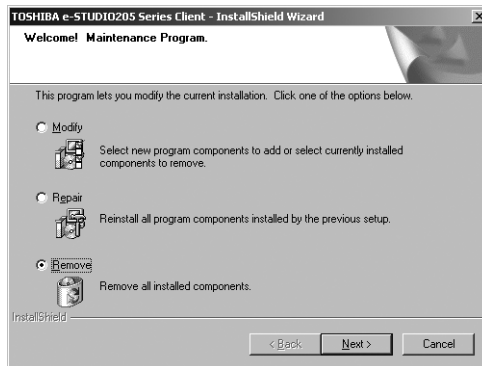 TOSHIBA e-STUDIO205 Series Client - InstallShield Wizard
Welcome! Maintenance Program.
This program lets you modify the current installation. Click one of the options below.
Modify
Select new program components to add or select currently installed
components to remove.
Repair
Reinstall all program components installed by the previous setup.
Remove
Remove all installed components.
InstallShield
< Back Next > Cancel